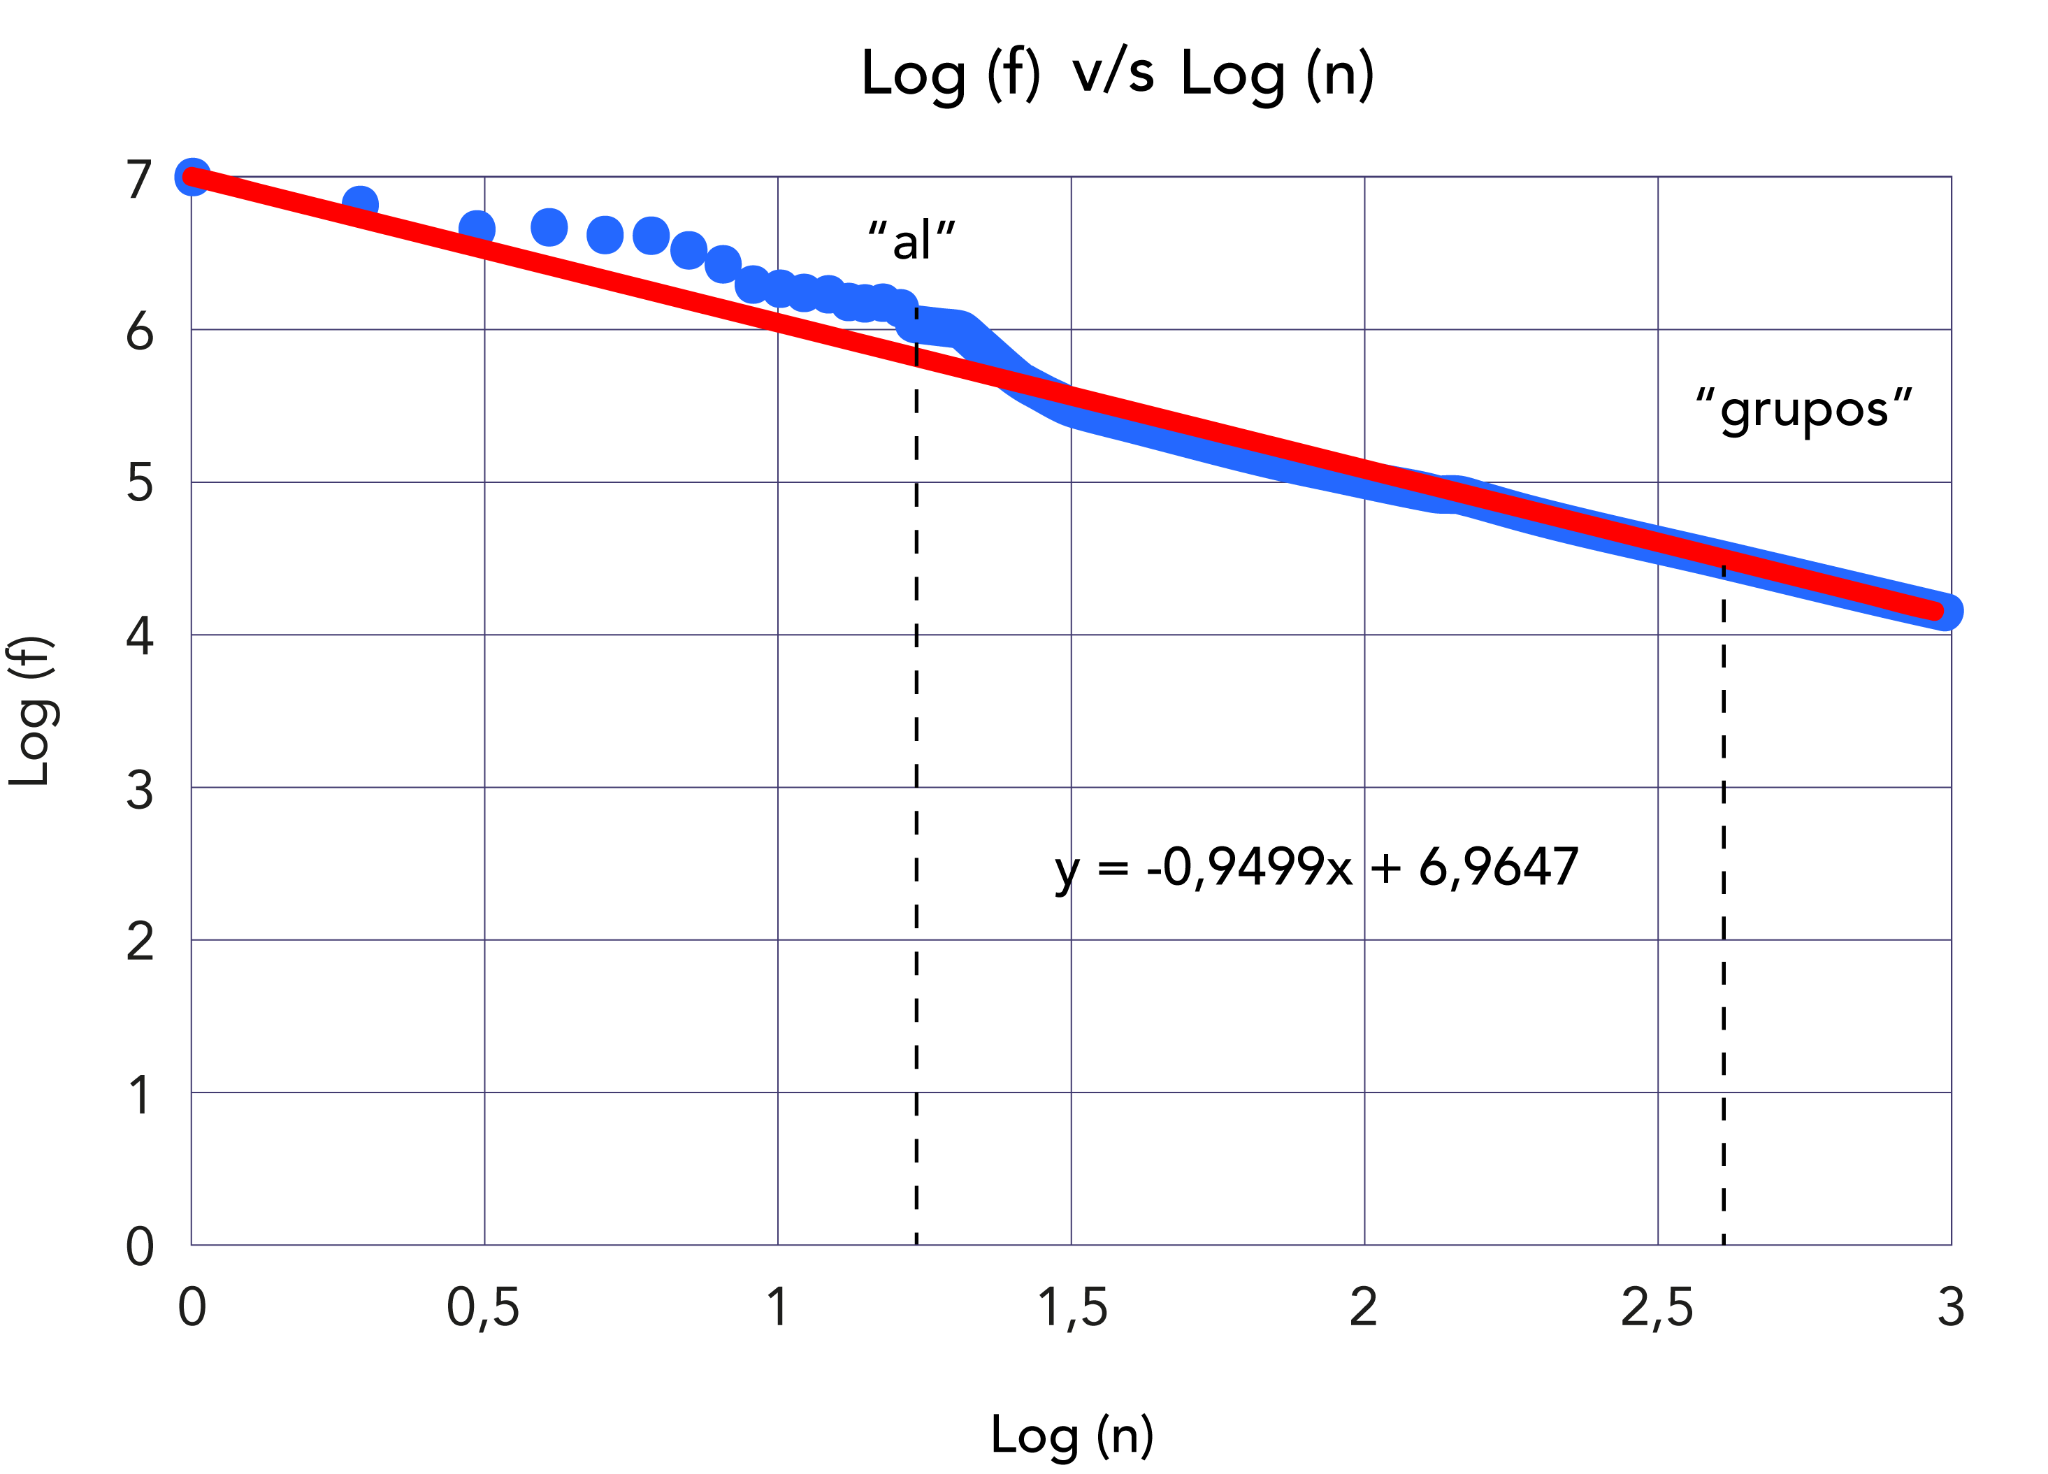 Log (f) v/s Log (n)
7
“al”
6
“grupos”
5
4
Log (f)
3
y = -0,9499x + 6,9647
2
1
0
0 0,5 1 1,5 2 2,5 3
Log (n)